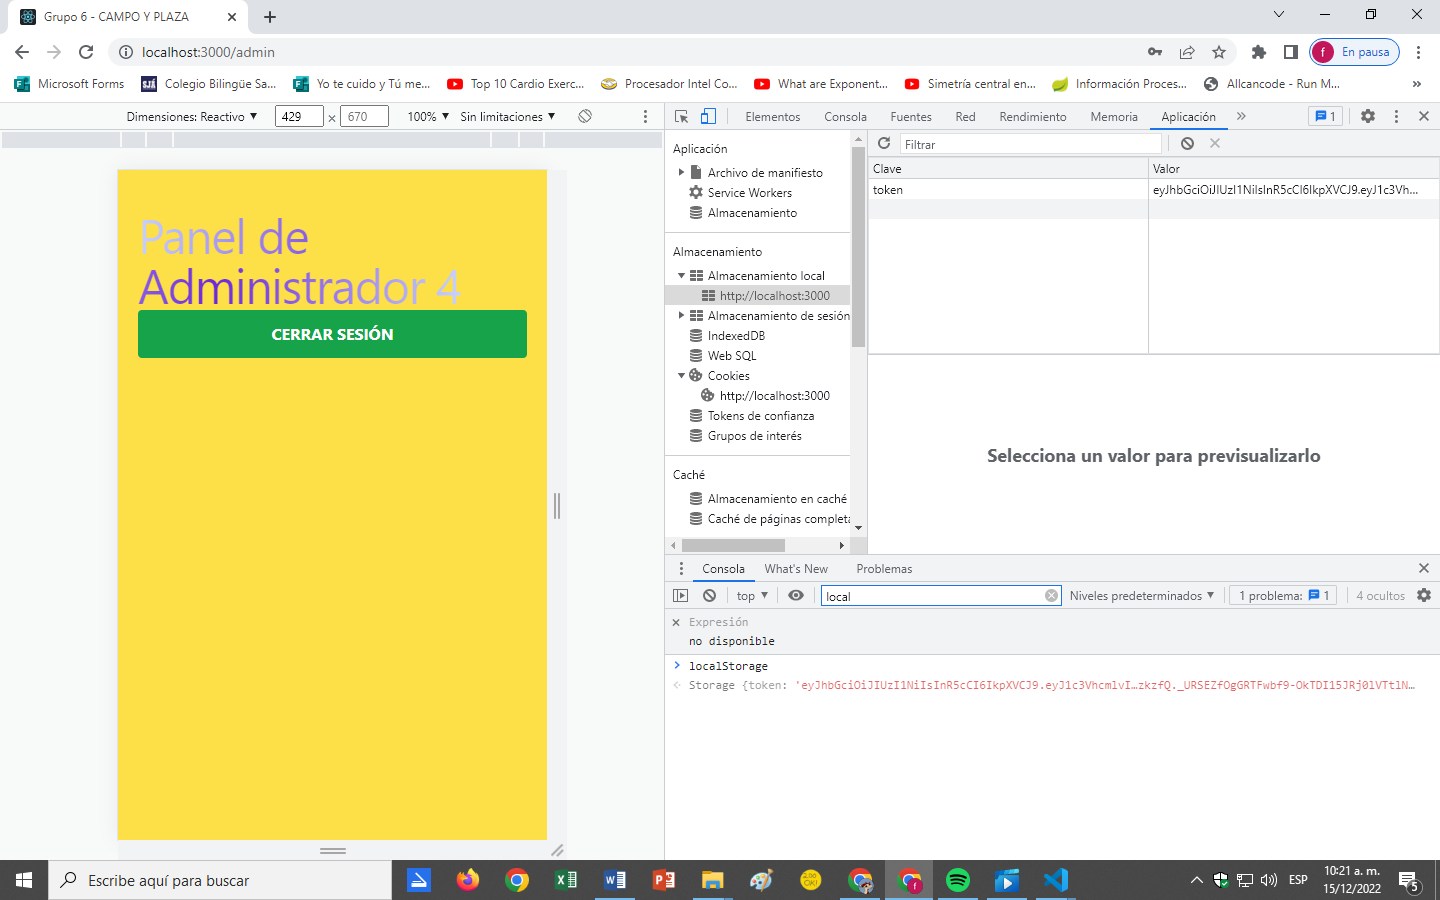 Grupo 6 - CAMPO Y PLAZA
localhost:3000/admin
f
En pausa
Microsoft Forms
Colegio Bilingüe Sa...
Yo te cuido y Tú me...
Top 10 Cardio Exerc...
Procesador Intel Co...
What are Exponent...
Simetría central en...
Información Proces...
Allcancode - Run M...
»
Dimensiones: Reactivo
429
×
670
100%
Sin limitaciones
Elementos
Consola
Fuentes
Red
Rendimiento
Memoria
Aplicación
»
1
Panel de
Administrador 4
CERRAR SESIÓN
Aplicación
Archivo de manifiesto
Service Workers
Almacenamiento
Almacenamiento
Almacenamiento local
http://localhost:3000
Almacenamiento de sesión
IndexedDB
Web SQL
Cookies
http://localhost:3000
Tokens de confianza
Grupos de interés
Caché
Almacenamiento en caché
Caché de páginas completa
Filtrar
Clave
Valor
token
eyJhbGciOiJIUzI1NiIsInR5cCI6IkpXVCJ9.eyJ1c3Vh...
Selecciona un valor para previsualizarlo
Consola
What's New
Problemas
top
local
Niveles predeterminados
1 problema:
1
4 ocultos
Expresión
no disponible
localStorage
Storage {token: 'eyJhbGciOiJIUzI1NiIsInR5cCI6IkpXVCJ9.eyJ1c3VhcmlvI…zkzfQ._URSEZfOgGRTFwbf9-OkTDI15JRj0lVTtlN…
Escribe aquí para buscar
ESP
10:21 a. m.
15/12/2022
5